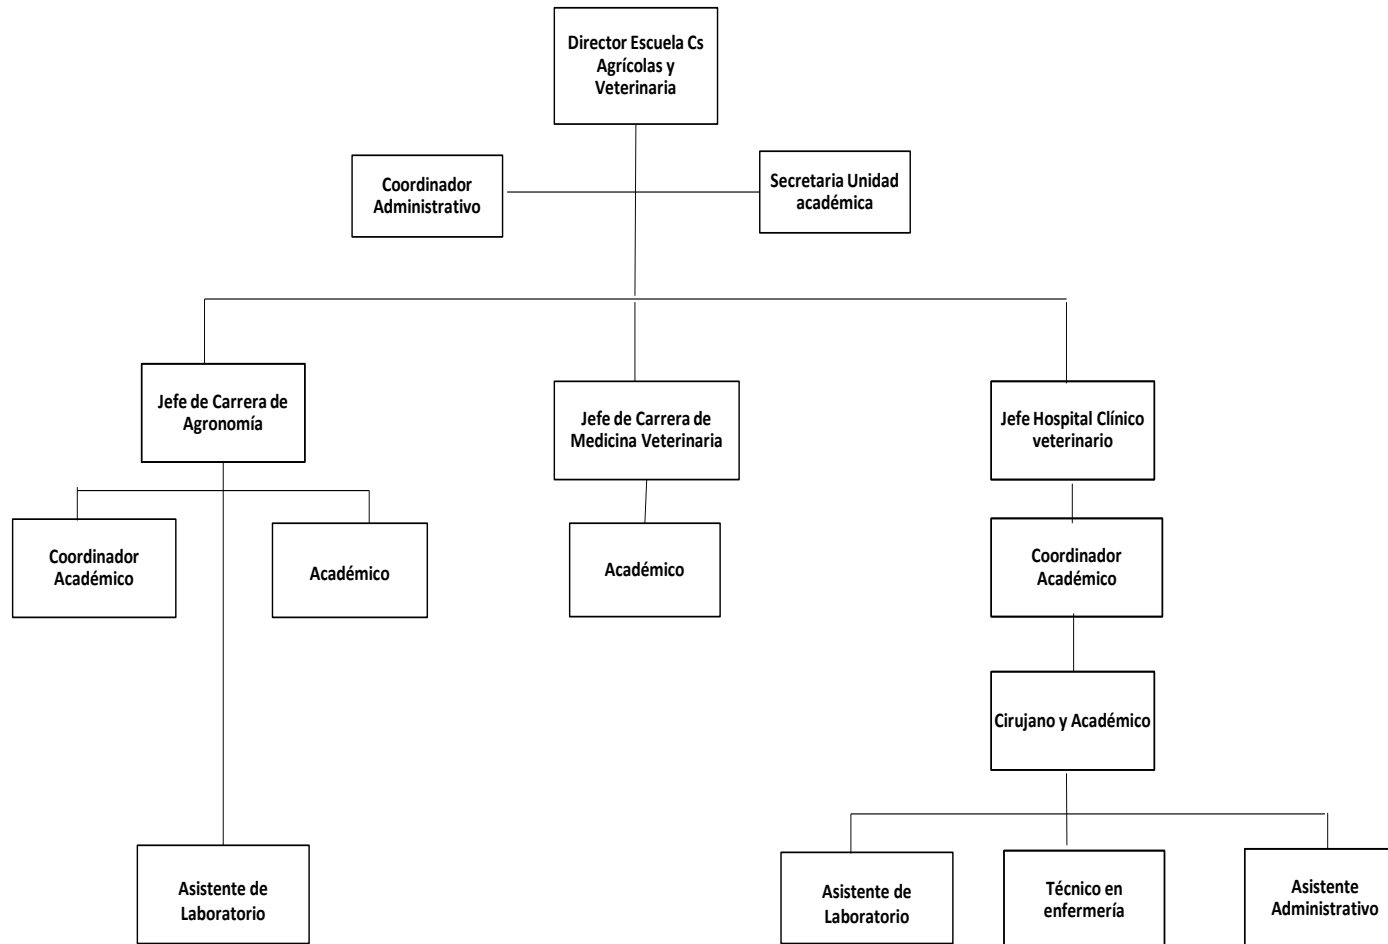 Director Escuela Cs
Agrícolas y
Veterinaria
Coordinador
Administrativo
Secretaria Unidad
académica
Jefe de Carrera de
Agronomía
Jefe de Carrera de
Medicina Veterinaria
Jefe Hospital Clínico
veterinario
Coordinador
Académico
Académico
Académico
Coordinador
Académico
Cirujano y Académico
Asistente de
Laboratorio
Asistente de
Laboratorio
Técnico en
enfermería
Asistente
Administrativo